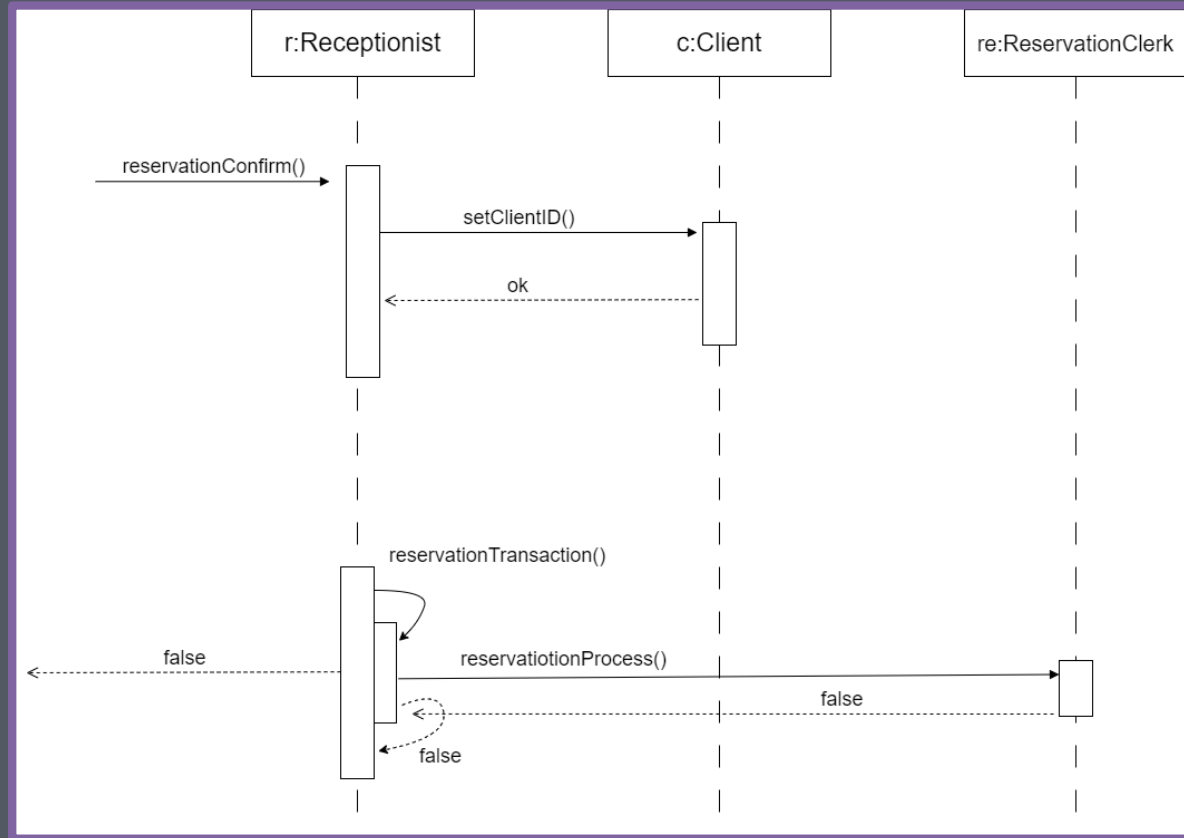 r:Receptionist
c:Client
re:ReservationClerk
reservationConfirm()
setClientID()
ok
reservationTransaction()
false
reservatiotionProcess()
false
false